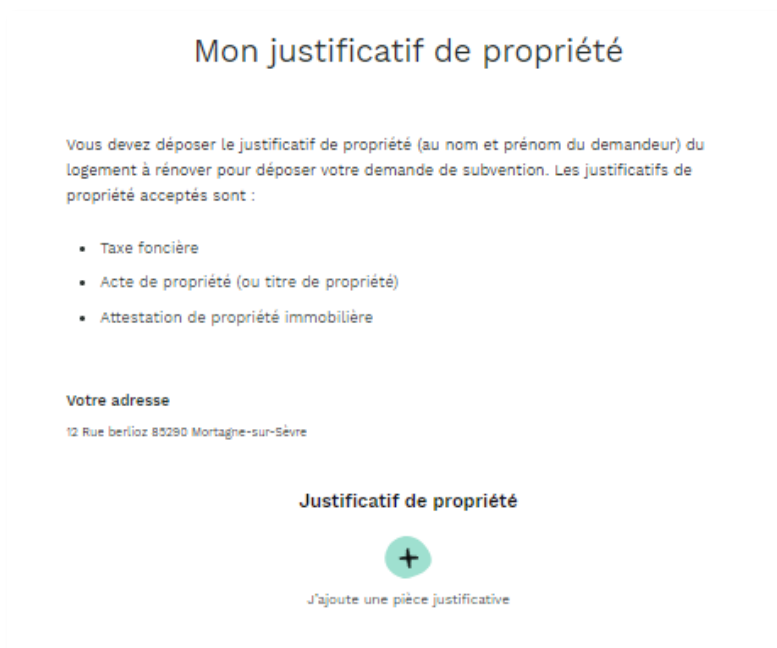 Mon justificatif de propriété
Vous devez déposer le justificatif de propriété (au nom et prénom du demandeur) du
logement à rénover pour déposer votre demande de subvention. Les justificatifs de
propriété acceptés sont :
• Taxe foncière
• Acte de propriété (ou titre de propriété)
• Attestation de propriété immobilière
Votre adresse
12 Rue berlioz 85290 Mortagne-sur-Sèvre
Justificatif de propriété
J'ajoute une pièce justificative